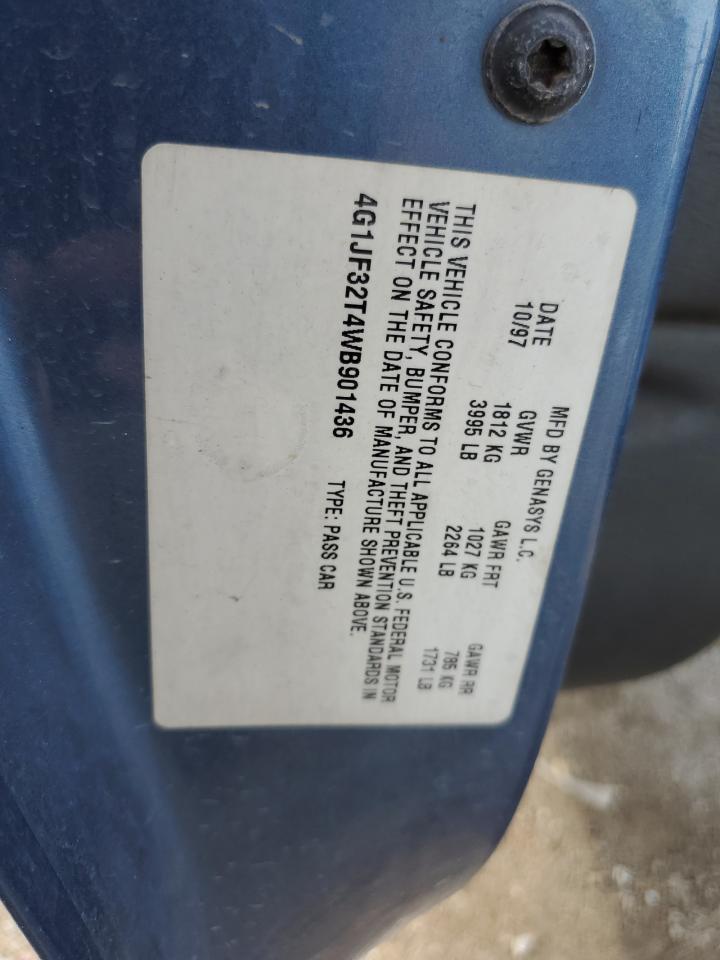 MFD BY GENASYS L.C.
DATE GVWR GAWR FRT GAWR RR
10/97 1812 KG 1027 KG 785 KG
3995 LB 2264 LB 1731 LB
THIS VEHICLE CONFORMS TO ALL APPLICABLE U.S. FEDERAL MOTOR
VEHICLE SAFETY, BUMPER, AND THEFT PREVENTION STANDARDS IN
EFFECT ON THE DATE OF MANUFACTURE SHOWN ABOVE.
4G1JF32T4WB901436 TYPE: PASS CAR